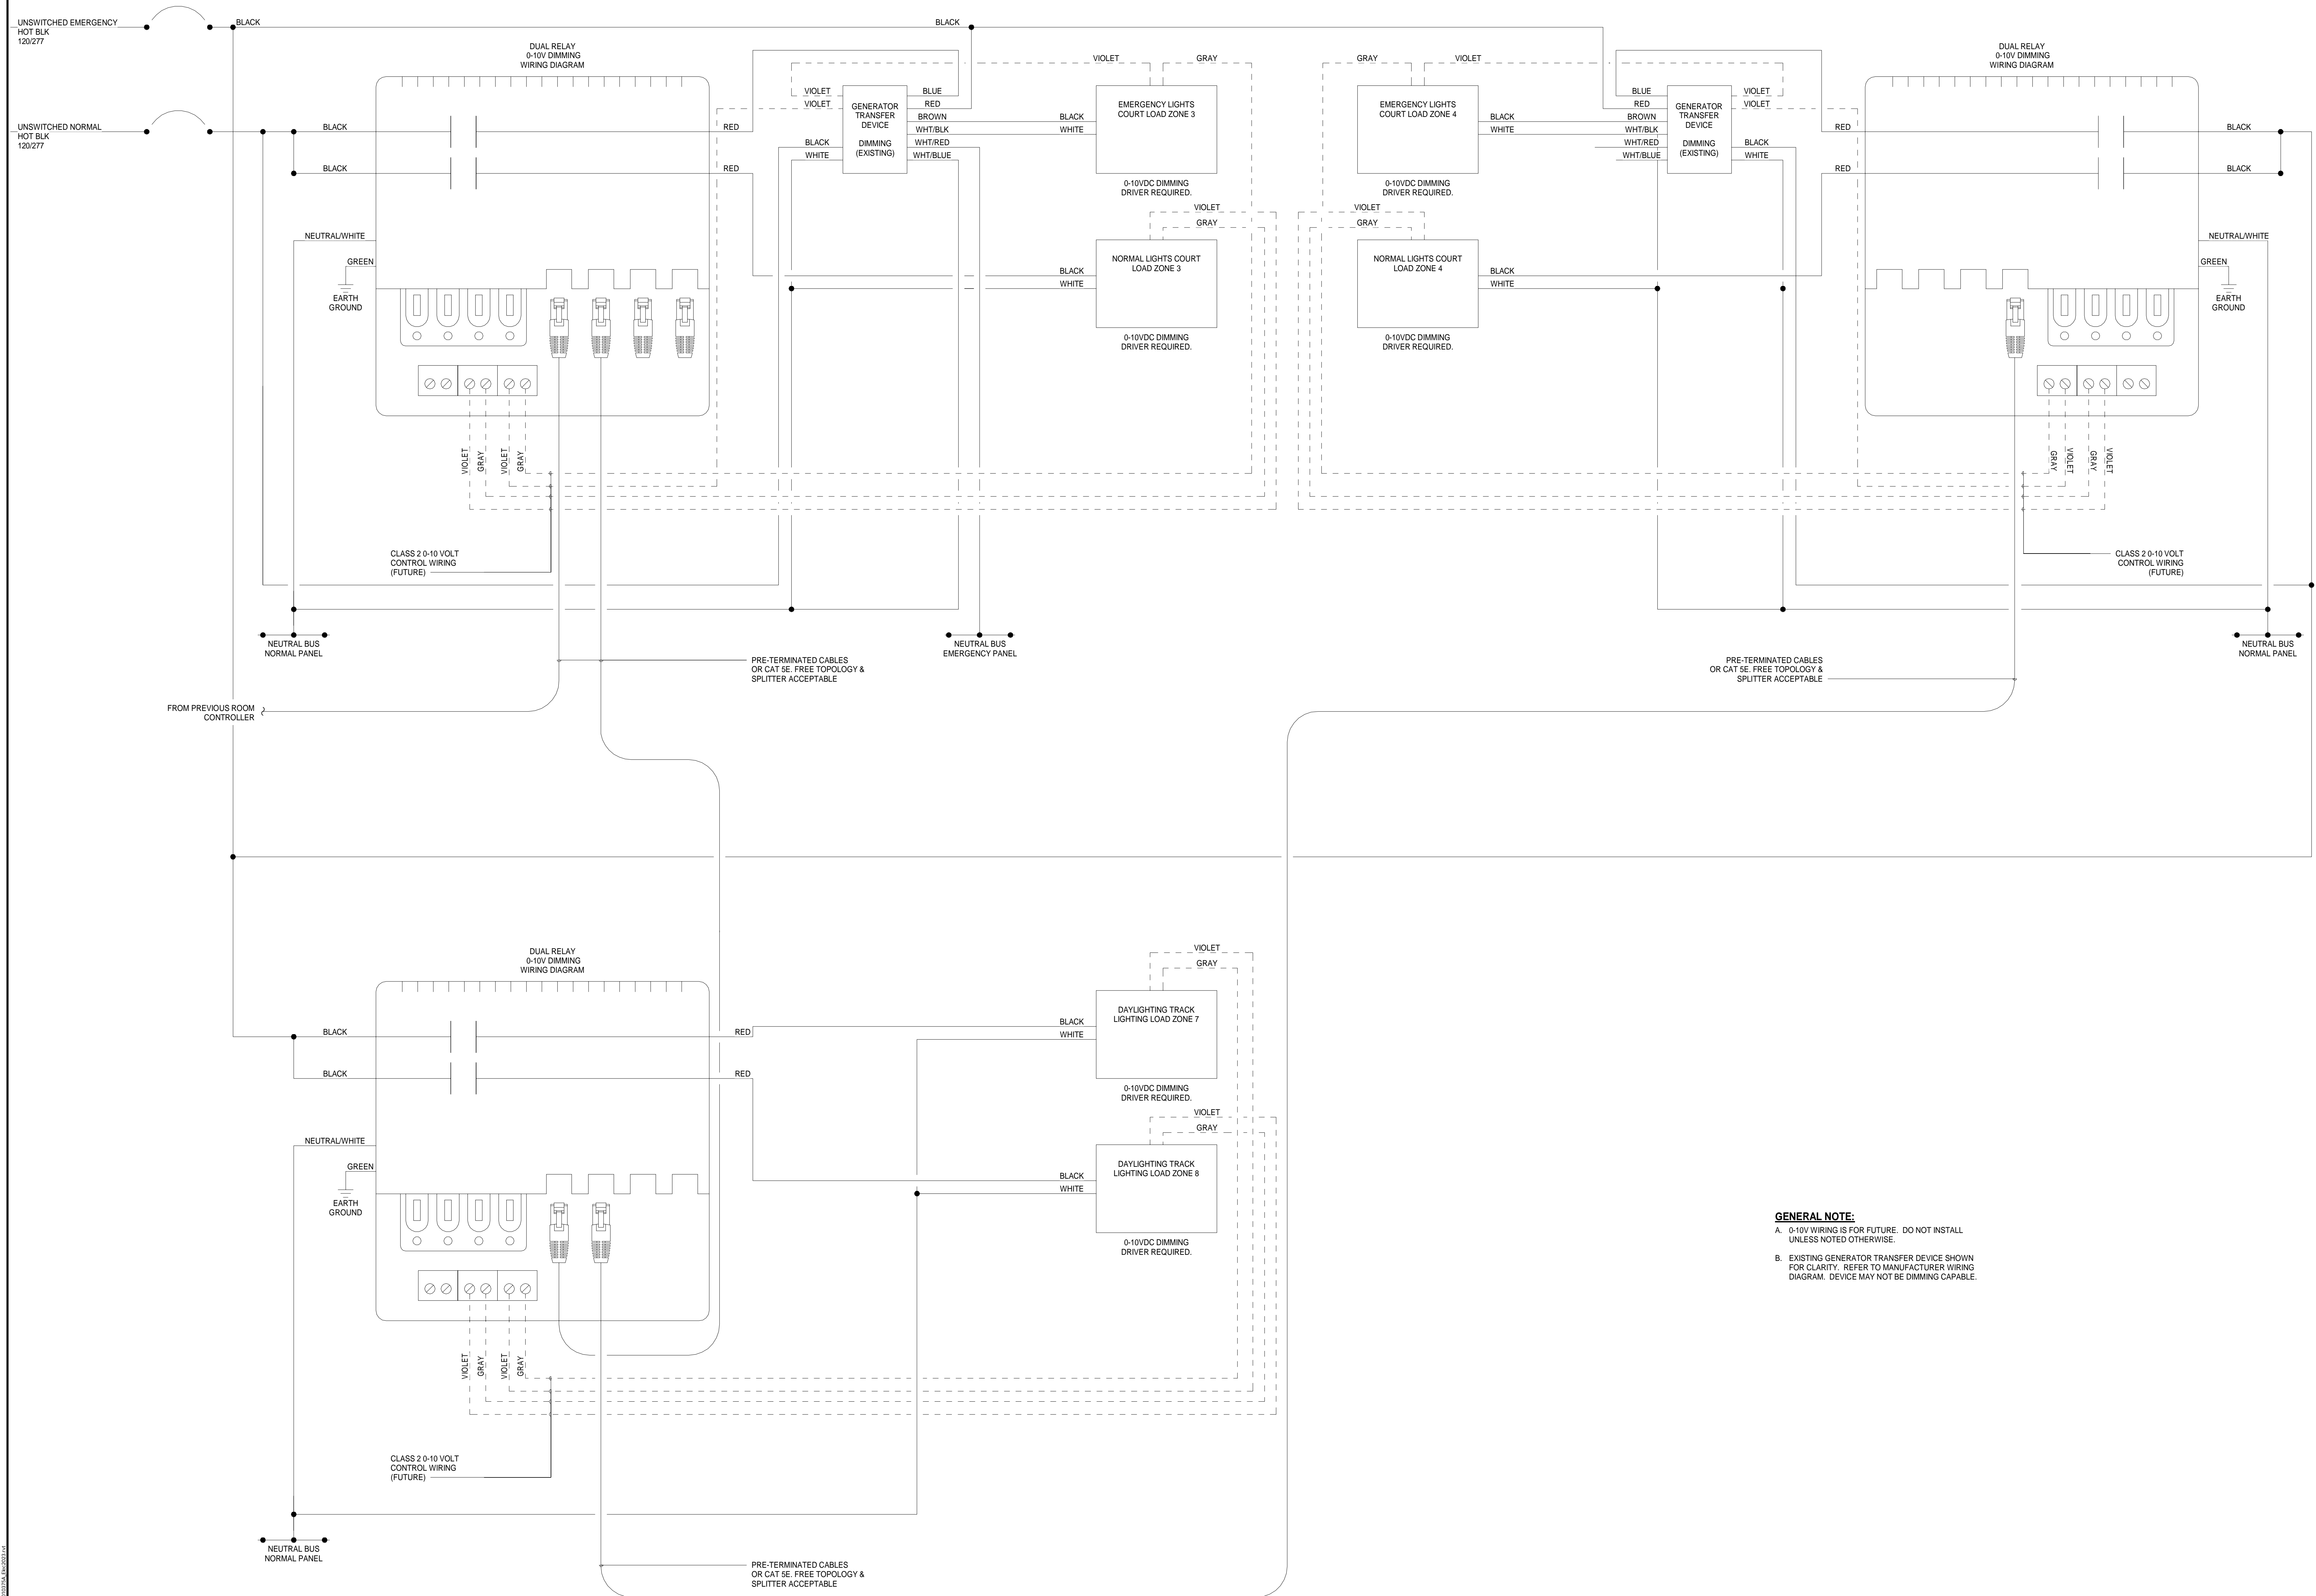 UNSWITCHED EMERGENCY
HOT BLK
120/277
BLACK
BLACK
UNSWITCHED NORMAL
HOT BLK
120/277
DUAL RELAY
0-10V DIMMING
WIRING DIAGRAM
BLACK
BLACK
RED
RED
NEUTRAL/WHITE
GREEN
EARTH
GROUND
VIOLET
GRAY
VIOLET
GRAY
CLASS 2 0-10 VOLT
CONTROL WIRING
(FUTURE)
NEUTRAL BUS
NORMAL PANEL
VIOLET
VIOLET
BLACK
WHITE
GENERATOR
TRANSFER
DEVICE
DIMMING
(EXISTING)
BLUE
RED
BROWN
WHT/BLK
WHT/RED
WHT/BLUE
VIOLET
GRAY
BLACK
WHITE
EMERGENCY LIGHTS
COURT LOAD ZONE 3
0-10VDC DIMMING
DRIVER REQUIRED.
VIOLET
GRAY
BLACK
WHITE
NORMAL LIGHTS COURT
LOAD ZONE 3
0-10VDC DIMMING
DRIVER REQUIRED.
NEUTRAL BUS
EMERGENCY PANEL
PRE-TERMINATED CABLES
OR CAT 5E. FREE TOPOLOGY &
SPLITTER ACCEPTABLE
FROM PREVIOUS ROOM
CONTROLLER
GRAY
VIOLET
EMERGENCY LIGHTS
COURT LOAD ZONE 4
BLACK
WHITE
0-10VDC DIMMING
DRIVER REQUIRED.
VIOLET
GRAY
NORMAL LIGHTS COURT
LOAD ZONE 4
BLACK
WHITE
0-10VDC DIMMING
DRIVER REQUIRED.
BLUE
RED
BROWN
WHT/BLK
WHT/RED
WHT/BLUE
GENERATOR
TRANSFER
DEVICE
DIMMING
(EXISTING)
VIOLET
VIOLET
BLACK
WHITE
DUAL RELAY
0-10V DIMMING
WIRING DIAGRAM
RED
RED
BLACK
BLACK
NEUTRAL/WHITE
GREEN
EARTH
GROUND
GRAY
VIOLET
GRAY
VIOLET
CLASS 2 0-10 VOLT
CONTROL WIRING
(FUTURE)
NEUTRAL BUS
NORMAL PANEL
PRE-TERMINATED CABLES
OR CAT 5E. FREE TOPOLOGY &
SPLITTER ACCEPTABLE
DUAL RELAY
0-10V DIMMING
WIRING DIAGRAM
BLACK
BLACK
RED
RED
NEUTRAL/WHITE
GREEN
EARTH
GROUND
VIOLET
GRAY
VIOLET
GRAY
CLASS 2 0-10 VOLT
CONTROL WIRING
(FUTURE)
NEUTRAL BUS
NORMAL PANEL
VIOLET
GRAY
BLACK
WHITE
DAYLIGHTING TRACK
LIGHTING LOAD ZONE 7
0-10VDC DIMMING
DRIVER REQUIRED.
VIOLET
GRAY
BLACK
WHITE
DAYLIGHTING TRACK
LIGHTING LOAD ZONE 8
0-10VDC DIMMING
DRIVER REQUIRED.
PRE-TERMINATED CABLES
OR CAT 5E. FREE TOPOLOGY &
SPLITTER ACCEPTABLE
GENERAL NOTE:
A. 0-10V WIRING IS FOR FUTURE. DO NOT INSTALL
UNLESS NOTED OTHERWISE.
B. EXISTING GENERATOR TRANSFER DEVICE SHOWN
FOR CLARITY. REFER TO MANUFACTURER WIRING
DIAGRAM. DEVICE MAY NOT BE DIMMING CAPABLE.